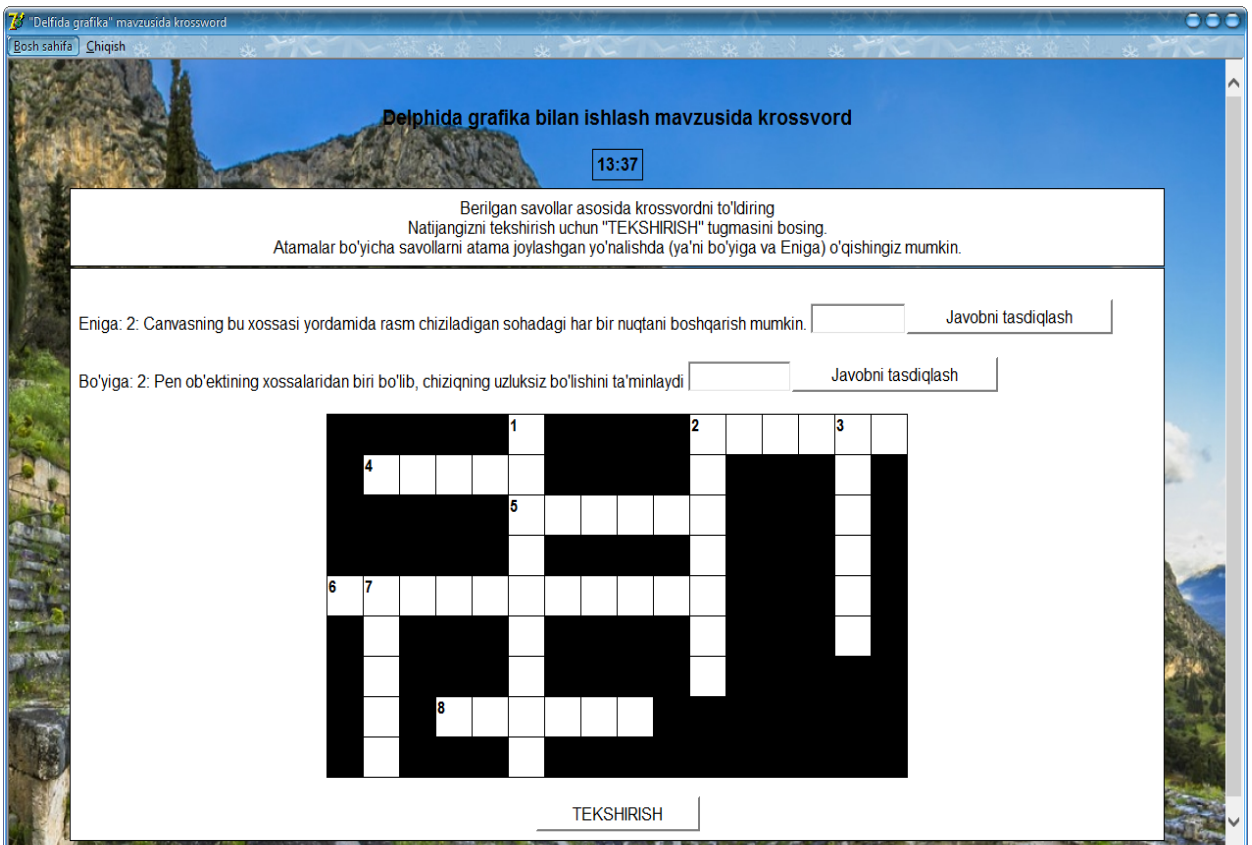 "Delfida grafika" mavzusida krossword
Bosh sahifa Chiqish
Delphida grafika bilan ishlash mavzusida krossvord
13:37
Berilgan savollar asosida krossvordni to'ldiring
Natijangizni tekshirish uchun "TEKSHIRISH" tugmasini bosing.
Atamalar bo'yicha savollarni atama joylashgan yo'nalishda (ya'ni bo'yiga va Eniga) o'qishingiz mumkin.
Eniga: 2: Canvasning bu xossasi yordamida rasm chiziladigan sohadagi har bir nuqtani boshqarish mumkin. Javobni tasdiqlash
Bo'yiga: 2: Pen ob'ektining xossalaridan biri bo'lib, chiziqning uzluksiz bo'lishini ta'minlaydi Javobni tasdiqlash
1 2 3
4
5
6 7
8
TEKSHIRISH